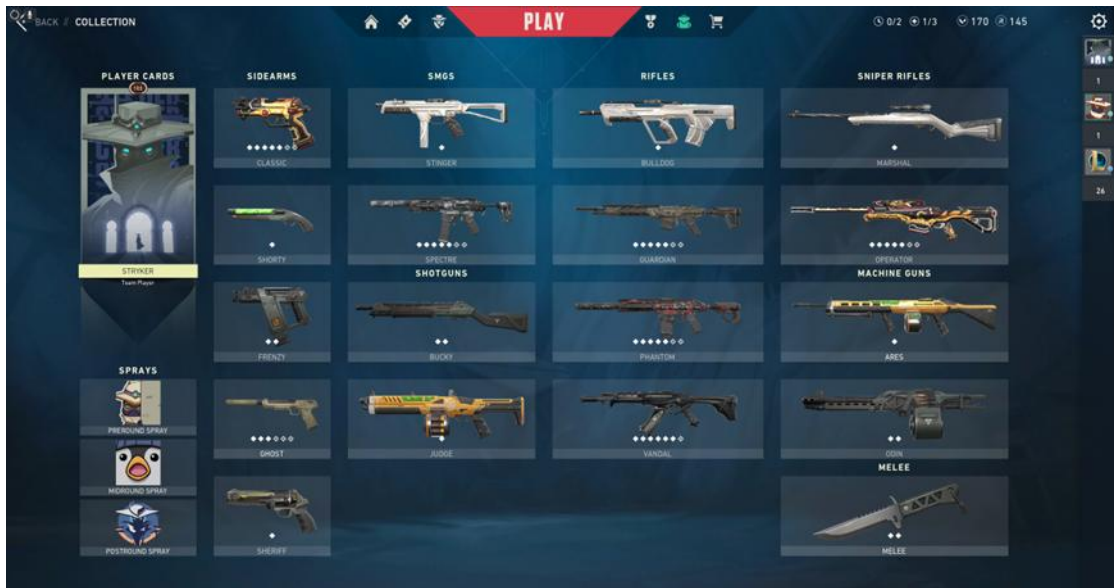 BACK // COLLECTION
PLAY
0/2 1/3 170 145
PLAYER CARDS
STRYKER
Team Player
SPRAYS
PREROUND SPRAY
MIDROUND SPRAY
POSTROUND SPRAY
SIDEARMS
CLASSIC
SHORTY
FRENZY
GHOST
SHERIFF
SMGS
STINGER
SPECTRE
SHOTGUNS
BUCKY
JUDGE
RIFLES
BULLDOG
GUARDIAN
PHANTOM
VANDAL
SNIPER RIFLES
MARSHAL
OPERATOR
MACHINE GUNS
ARES
ODIN
MELEE
MELEE
1
1
26